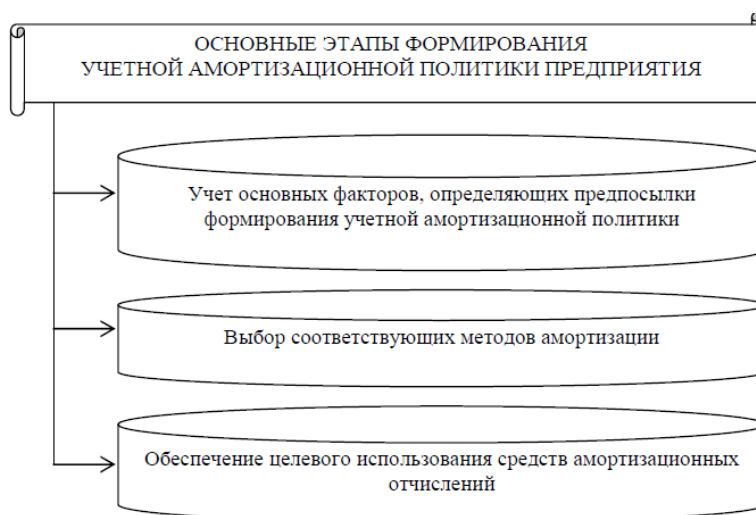 ОСНОВНЫЕ ЭТАПЫ ФОРМИРОВАНИЯ
УЧЕТНОЙ АМОРТИЗАЦИОННОЙ ПОЛИТИКИ ПРЕДПРИЯТИЯ
Учет основных факторов, определяющих предпосылки
формирования учетной амортизационной политики
Выбор соответствующих методов амортизации
Обеспечение целевого использования средств амортизационных
отчислений